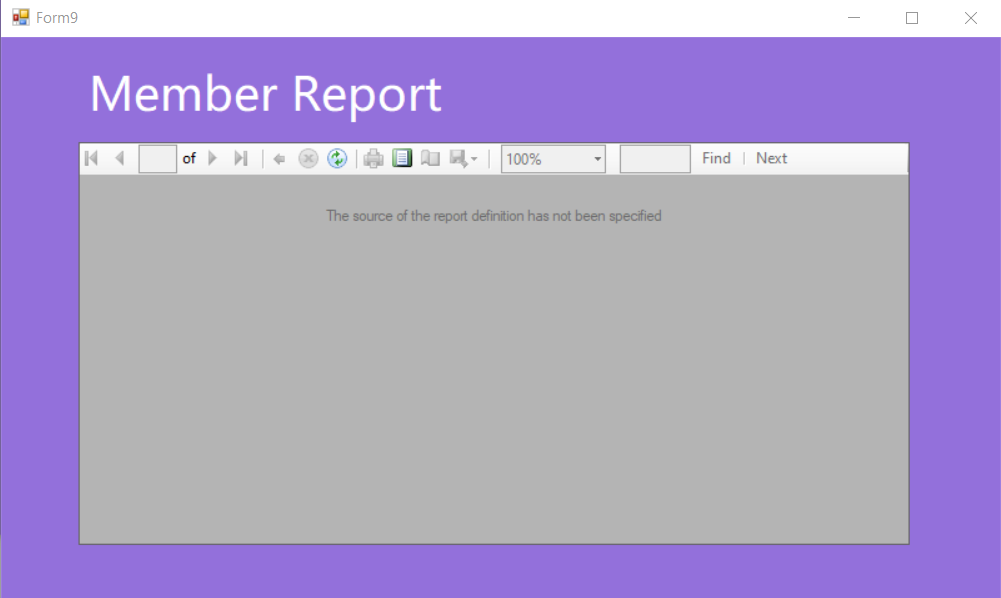 Form9
Member Report
of
100%
Find
Next
The source of the report definition has not been specified